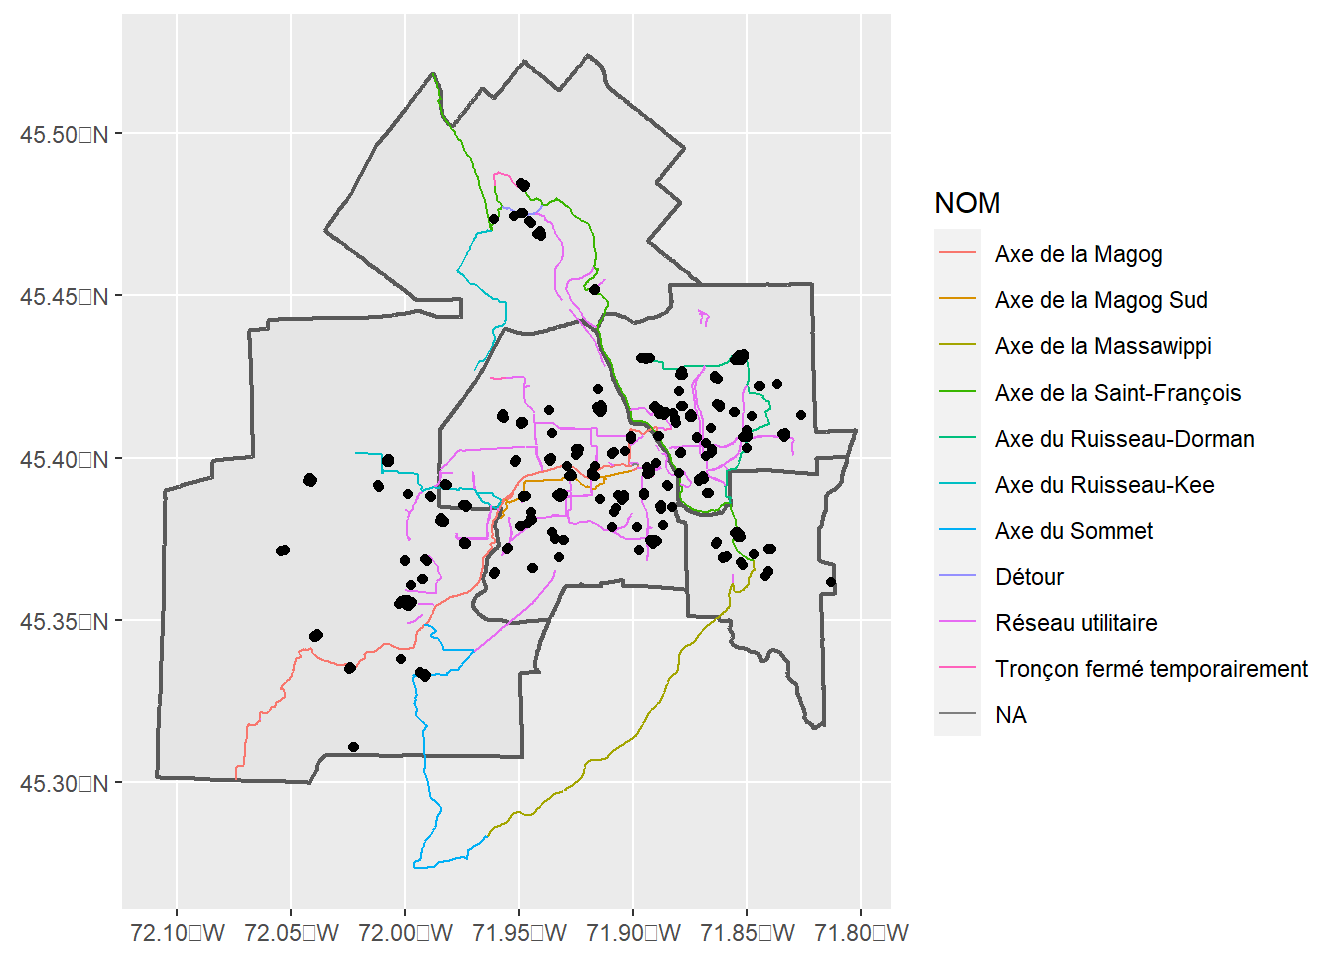 45.50□N
45.45□N
45.40□N
45.35□N
45.30□N
72.10□W
72.05□W
72.00□W
71.95□W
71.90□W
71.85□W
71.80□W
NOM
Axe de la Magog
Axe de la Magog Sud
Axe de la Massawippi
Axe de la Saint-François
Axe du Ruisseau-Dorman
Axe du Ruisseau-Kee
Axe du Sommet
Détour
Réseau utilitaire
Tronçon fermé temporairement
NA